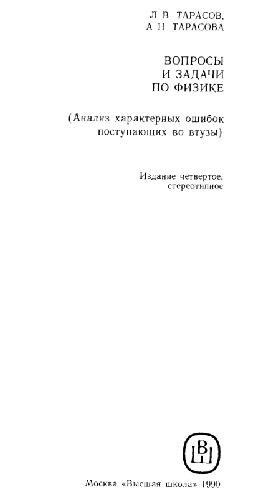 Л В ТАРАСОВ,
А Н ТАРАСОВА
ВОПРОСЫ
И ЗАДАЧИ
ПО ФИЗИКЕ
(Анализ характерных ошибок
поступающих во втузы)
Издание четвертое,
стереотипное
ВШ
Москва «Высшая школа» 1990